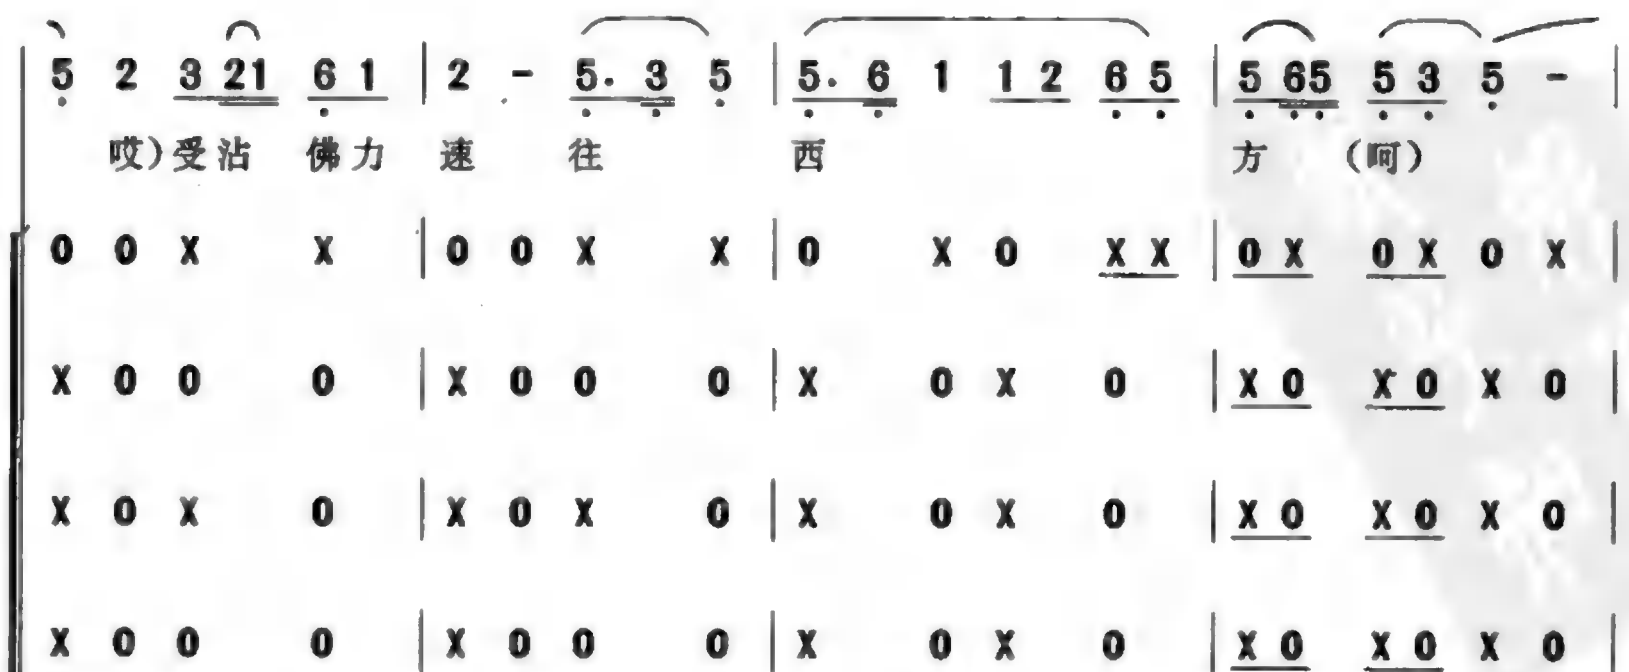 5 2 3 21 6 1 | 2 - 5. 3 5 | 5. 6 1 1 2 6 5 | 5 65 5 3 5 - |
哎)受沾 佛力 速 往 西 方 (呵)
0 0 X X | 0 0 X X | 0 X 0 X X | 0 X 0 X 0 X |
X 0 0 0 | X 0 0 0 | X 0 X 0 | X 0 X 0 X 0 |
X 0 X 0 | X 0 X 0 | X 0 X 0 | X 0 X 0 X 0 |
X 0 0 0 | X 0 0 0 | X 0 X 0 | X 0 X 0 X 0 |